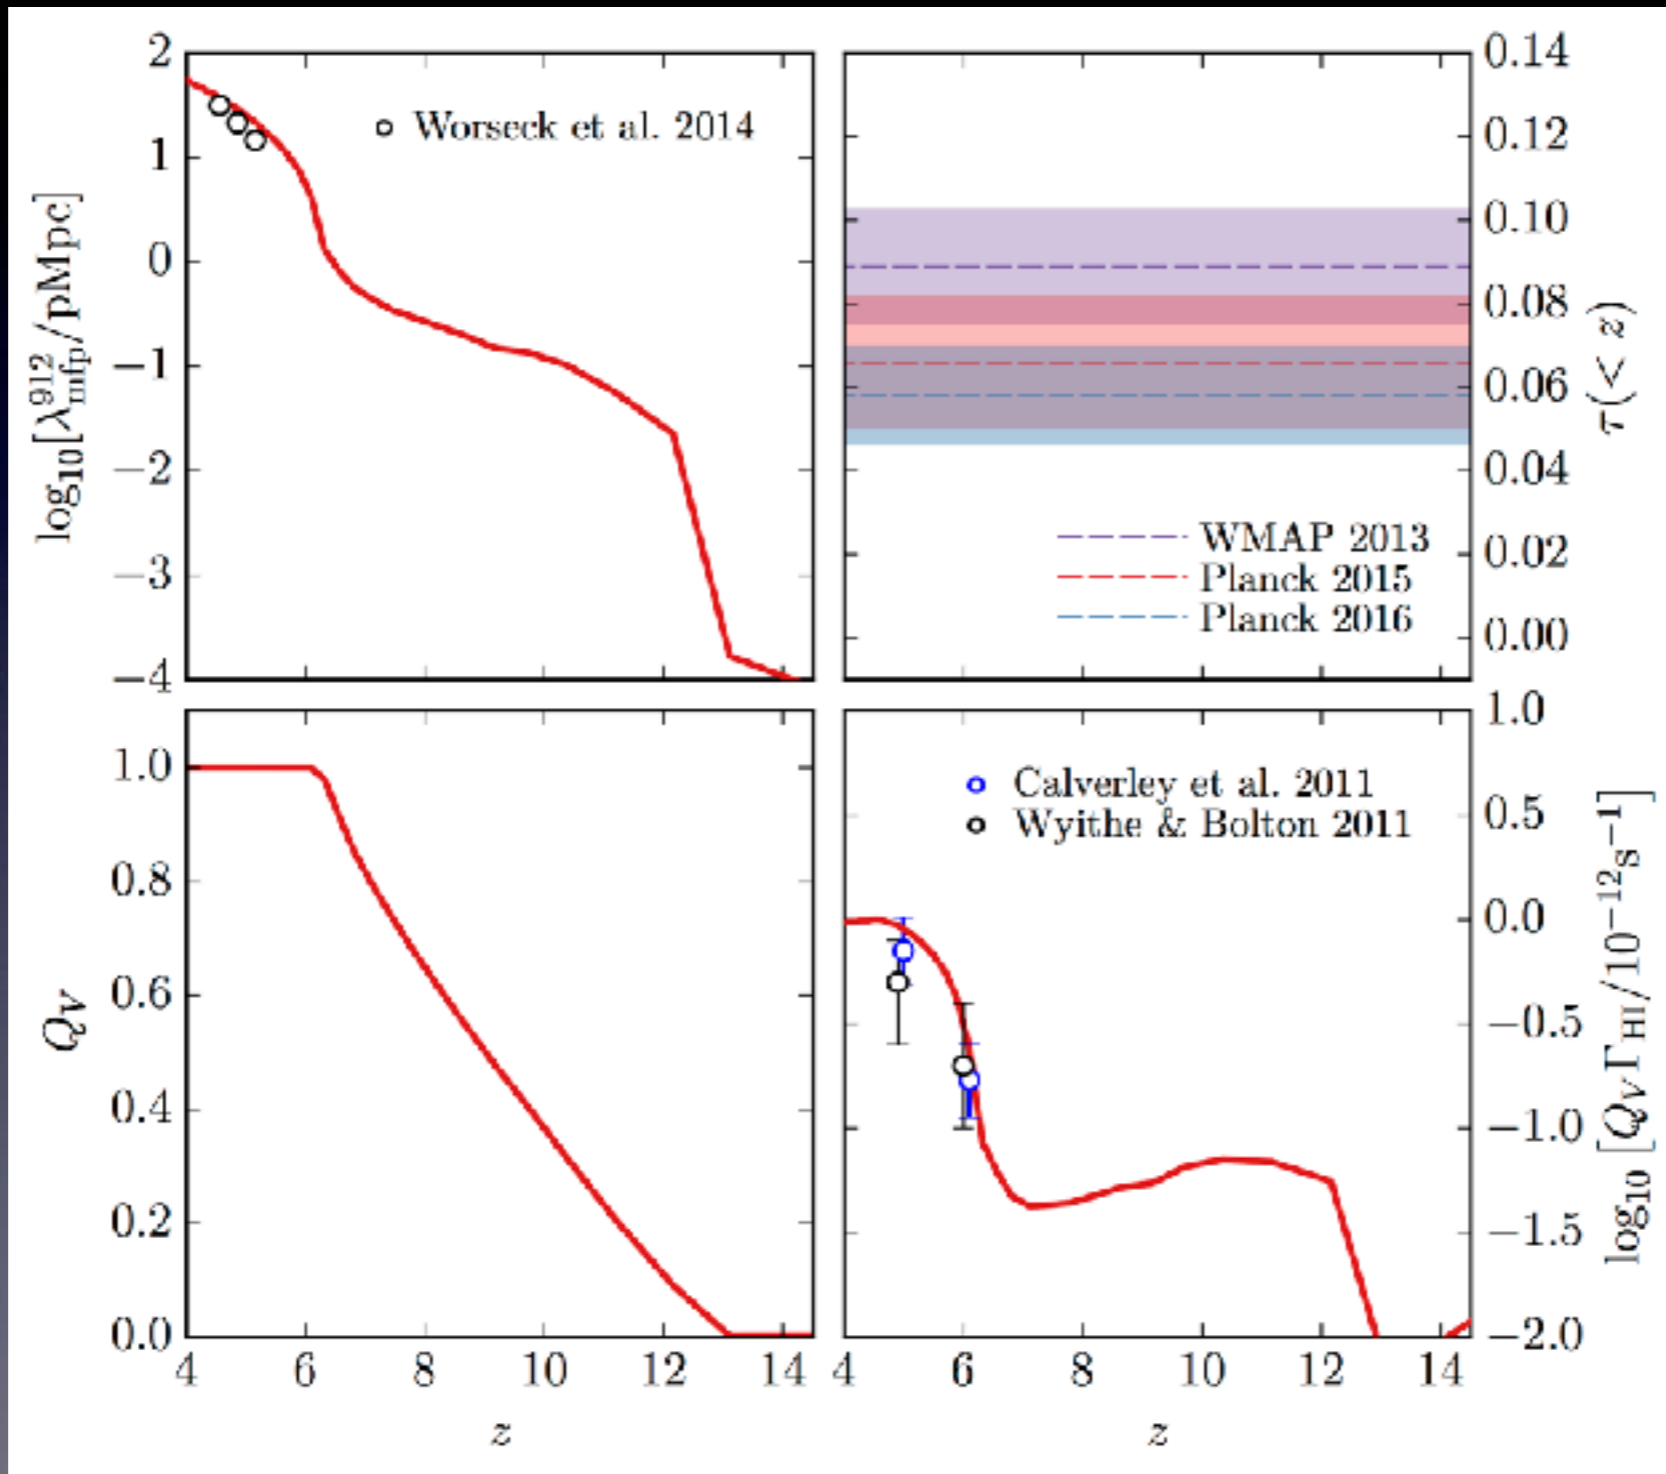 2
1
0
−1
−2
−3
−4
log10[λ912mfp/pMpc]
Worseck et al. 2014
0.14
0.12
0.10
0.08
0.06
0.04
0.02
0.00
τ(< z)
WMAP 2013
Planck 2015
Planck 2016
1.0
0.8
0.6
0.4
0.2
0.0
QV
4 6 8 10 12 14
z
Calverley et al. 2011
Wyithe & Bolton 2011
1.0
0.5
0.0
−0.5
−1.0
−1.5
−2.0
log10 [QVΓHI/10−12s−1]
4 6 8 10 12 14
z